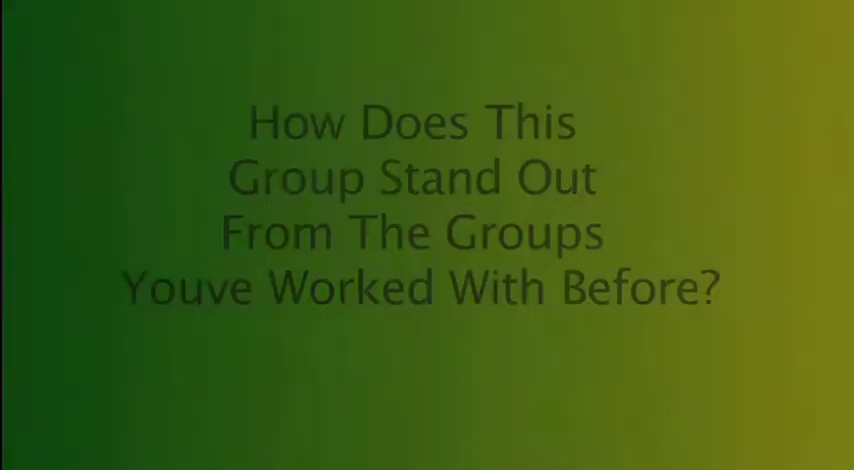 How Does This
Group Stand Out
From The Groups
Youve Worked With Before?